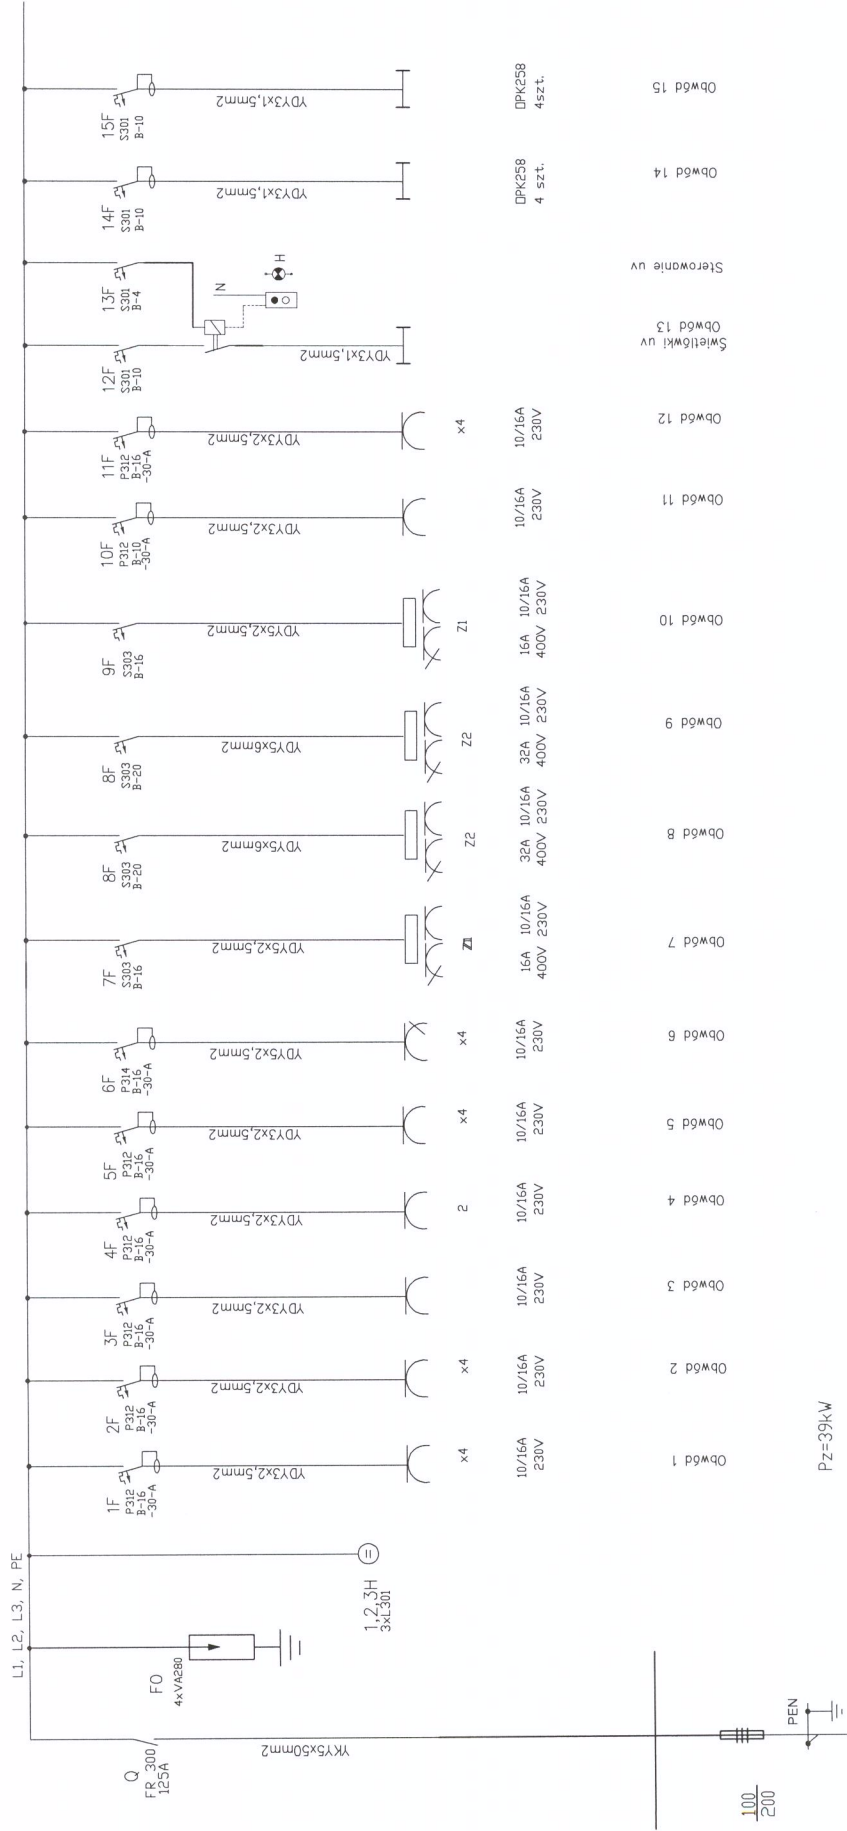 L1, L2, L3, N, PE
Q
FR 300
125A
YKY5x50mm2
100
200
PEN
FO
4xVA280
1,2,3H
3xL301
1F
P312
B-16
-30-A
YDY3x2,5mm2
x4
10/16A
230V
Obwód 1
2F
P312
B-16
-30-A
YDY3x2,5mm2
x4
10/16A
230V
Obwód 2
3F
P312
B-16
-30-A
YDY3x2,5mm2
10/16A
230V
Obwód 3
4F
P312
B-16
-30-A
YDY3x2,5mm2
2
10/16A
230V
Obwód 4
5F
P312
B-16
-30-A
YDY3x2,5mm2
x4
10/16A
230V
Obwód 5
6F
P314
B-16
-30-A
YDY5x2,5mm2
x4
10/16A
230V
Obwód 6
7F
S303
B-16
YDY5x2,5mm2
Z1
16A 10/16A
400V 230V
Obwód 7
8F
S303
B-20
YDY5x6mm2
Z2
32A 10/16A
400V 230V
Obwód 8
8F
S303
B-20
YDY5x6mm2
Z2
32A 10/16A
400V 230V
Obwód 9
9F
S303
B-16
YDY5x2,5mm2
Z1
16A 10/16A
400V 230V
Obwód 10
10F
P312
B-10
-30-A
YDY3x2,5mm2
10/16A
230V
Obwód 11
11F
P312
B-16
-30-A
YDY3x2,5mm2
x4
10/16A
230V
Obwód 12
12F
S301
B-10
YDY3x1,5mm2
Świetlówki uv
Obwód 13
13F
S301
B-4
N
H
Sterowanie uv
14F
S301
B-10
YDY3x1,5mm2
OPK258
4 szt.
Obwód 14
15F
S301
B-10
YDY3x1,5mm2
OPK258
4szt.
Obwód 15
Pz=39kW